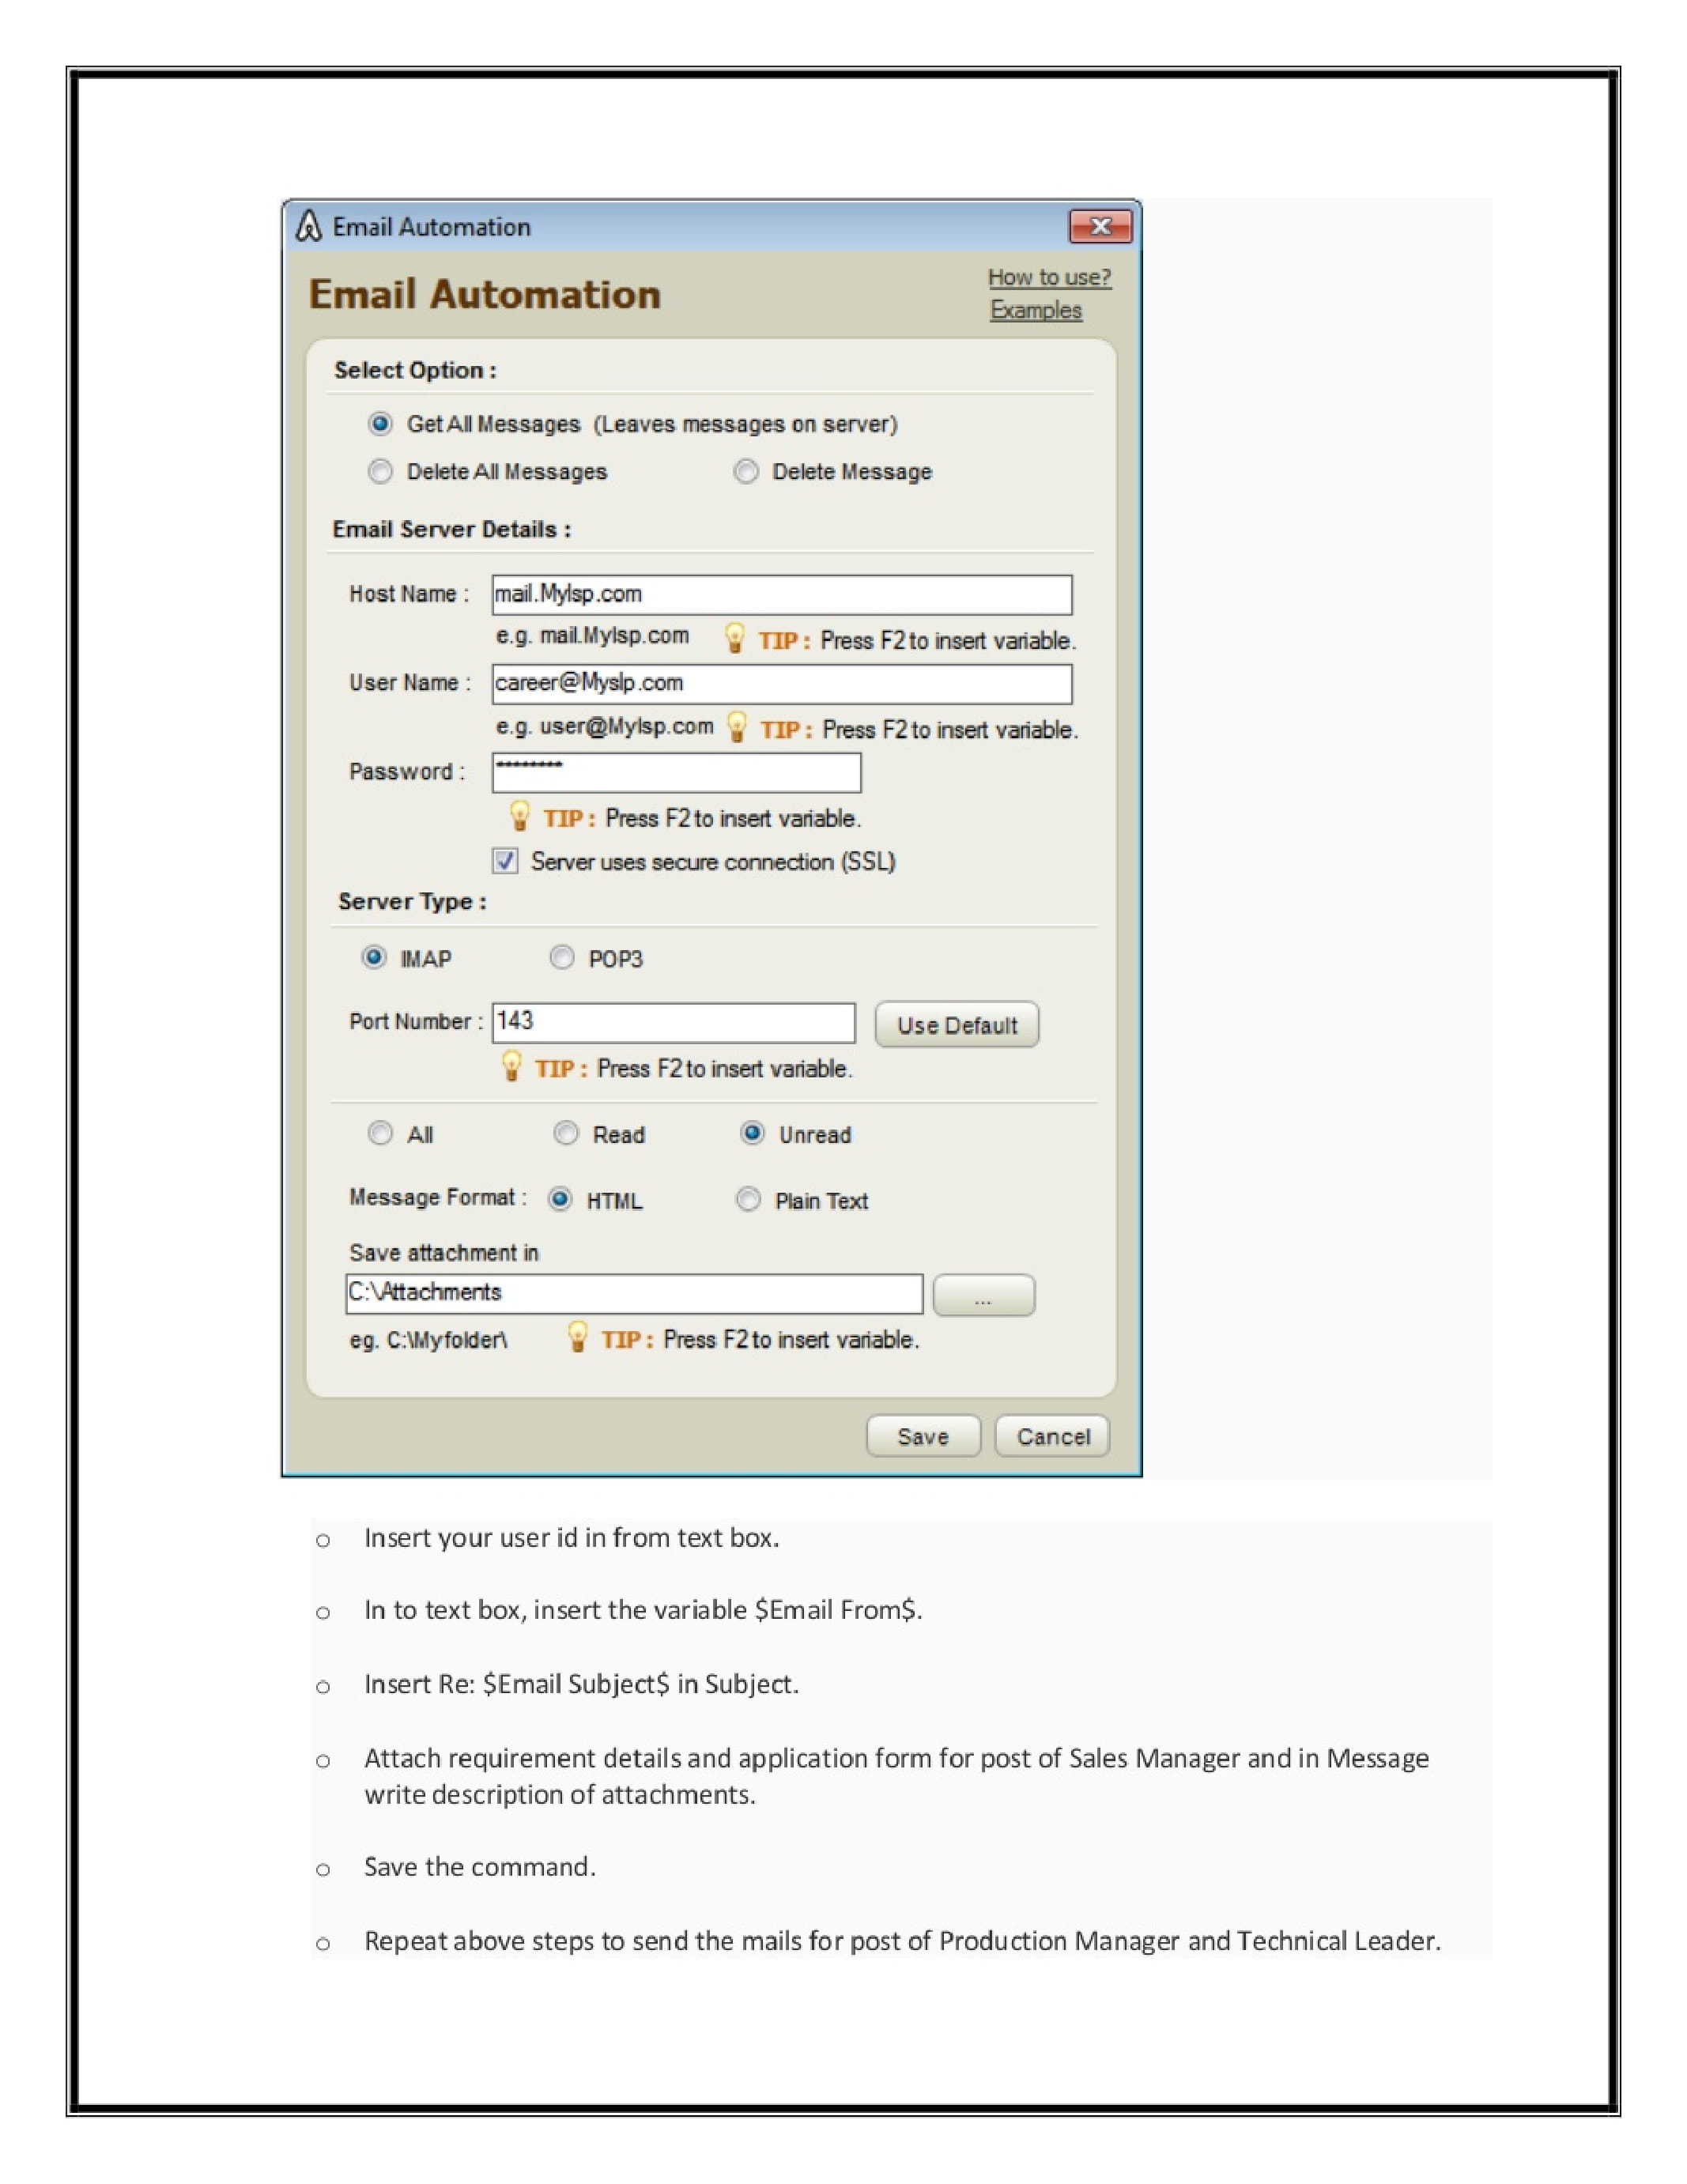 Email Automation
Email Automation
How to use?
Examples
Select Option :
Get All Messages (Leaves messages on server)
Delete All Messages Delete Message
Email Server Details :
Host Name : mail.MyIsp.com
e.g. mail.MyIsp.com TIP : Press F2 to insert variable.
User Name : career@Myslp.com
e.g. user@MyIsp.com TIP : Press F2 to insert variable.
Password : ********
TIP : Press F2 to insert variable.
Server uses secure connection (SSL)
Server Type :
IMAP POP3
Port Number : 143 Use Default
TIP : Press F2 to insert variable.
All Read Unread
Message Format : HTML Plain Text
Save attachment in
C:\Attachments ...
eg. C:\Myfolder\ TIP : Press F2 to insert variable.
Save Cancel
o Insert your user id in from text box.
o In to text box, insert the variable $Email From$.
o Insert Re: $Email Subject$ in Subject.
o Attach requirement details and application form for post of Sales Manager and in Message
write description of attachments.
o Save the command.
o Repeat above steps to send the mails for post of Production Manager and Technical Leader.